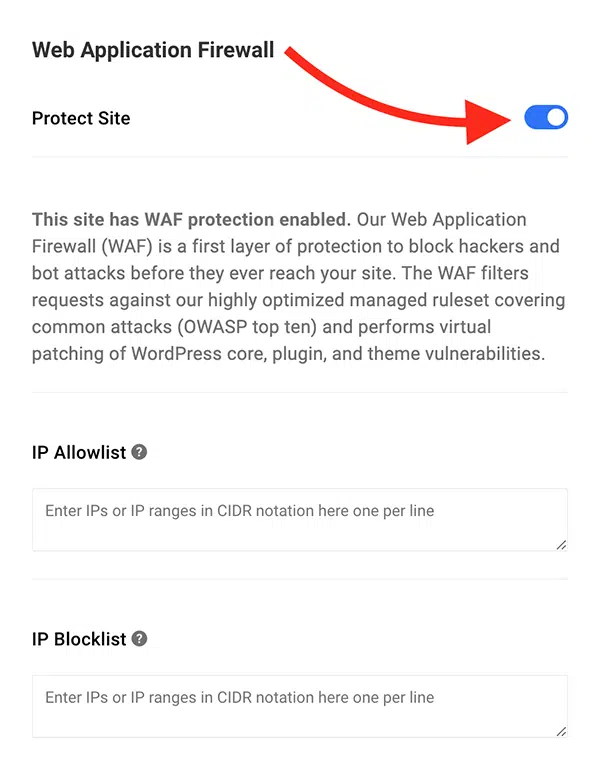 Web Application Firewall
Protect Site
This site has WAF protection enabled. Our Web Application
Firewall (WAF) is a first layer of protection to block hackers and
bot attacks before they ever reach your site. The WAF filters
requests against our highly optimized managed ruleset covering
common attacks (OWASP top ten) and performs virtual
patching of WordPress core, plugin, and theme vulnerabilities.
IP Allowlist ?
Enter IPs or IP ranges in CIDR notation here one per line
IP Blocklist ?
Enter IPs or IP ranges in CIDR notation here one per line